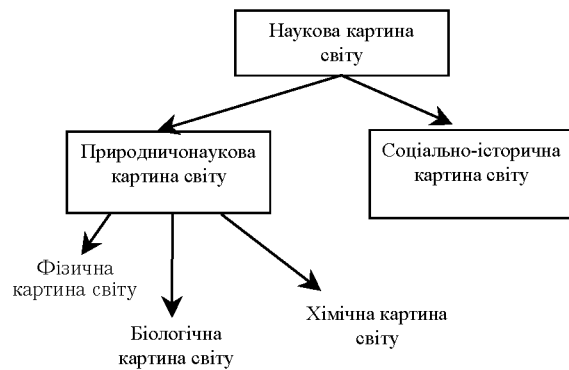 Наукова картина
світу
Природничонаукова
картина світу
Соціально-історична
картина світу
Фізична
картина світу
Біологічна
картина світу
Хімічна картина
світу